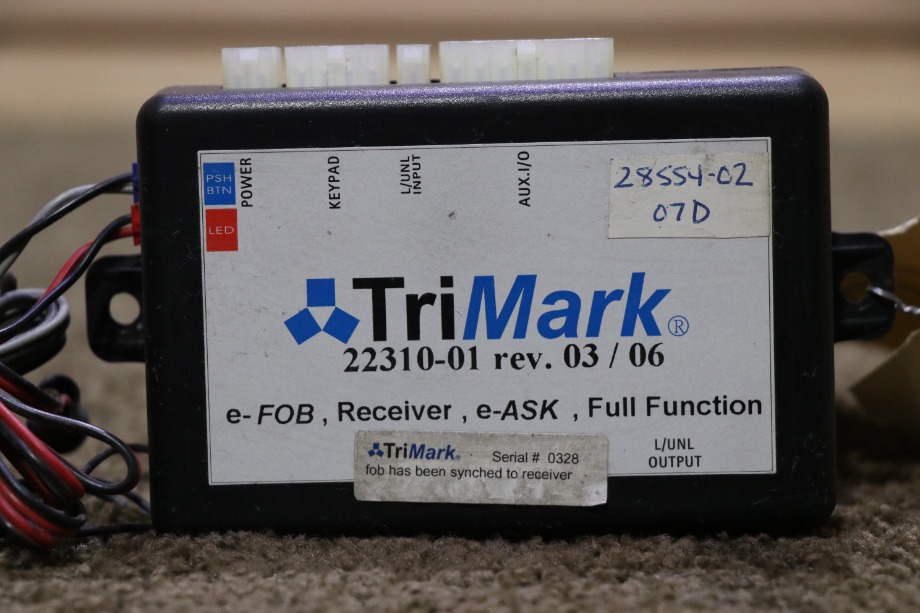 PSH
BTN
LED
POWER
KEYPAD
L/UNL
INPUT
AUX.I/O
28554-02
07D
TriMark®
22310-01 rev. 03 / 06
e-FOB , Receiver , e-ASK , Full Function
L/UNL
OUTPUT
TriMark® Serial # 0328
fob has been synched to receiver